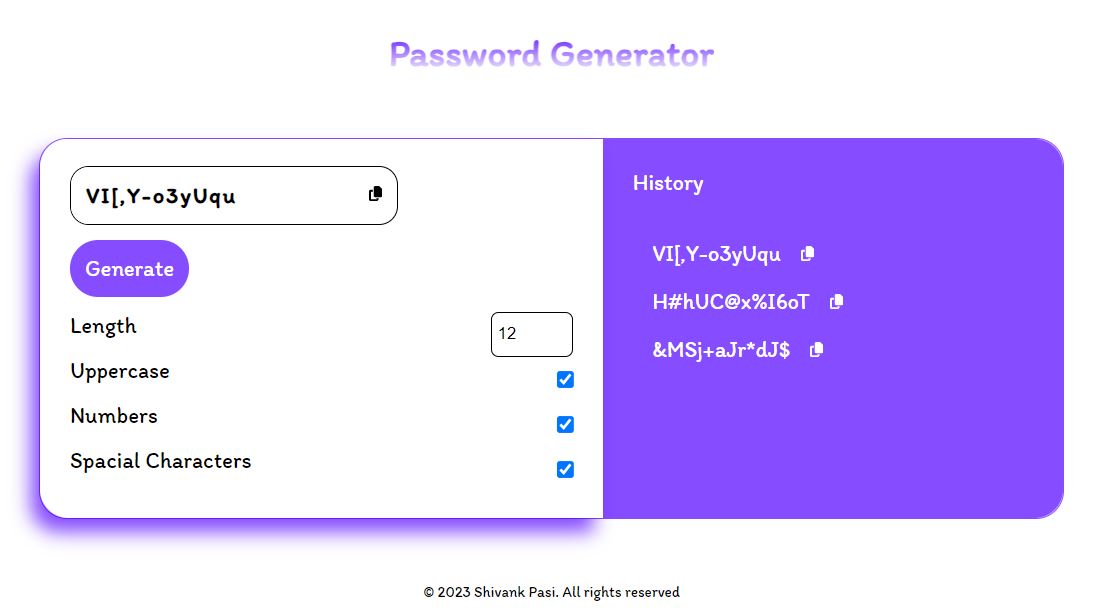 Password Generator
VI[,Y-o3yUqu
Generate
Length
12
Uppercase
Numbers
Spacial Characters
History
VI[,Y-o3yUqu
H#hUC@x%I6oT
&MSj+aJr*dJ$
© 2023 Shivank Pasi. All rights reserved